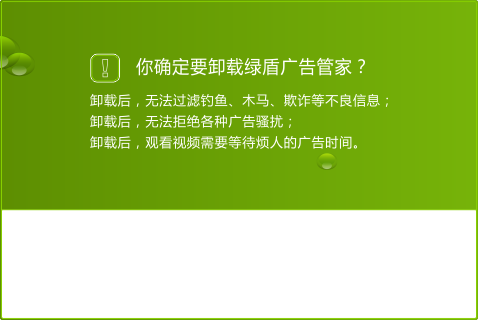 你确定要卸载绿盾广告管家？
卸载后，无法过滤钓鱼、木马、欺诈等不良信息；
卸载后，无法拒绝各种广告骚扰；
卸载后，观看视频需要等待烦人的广告时间。